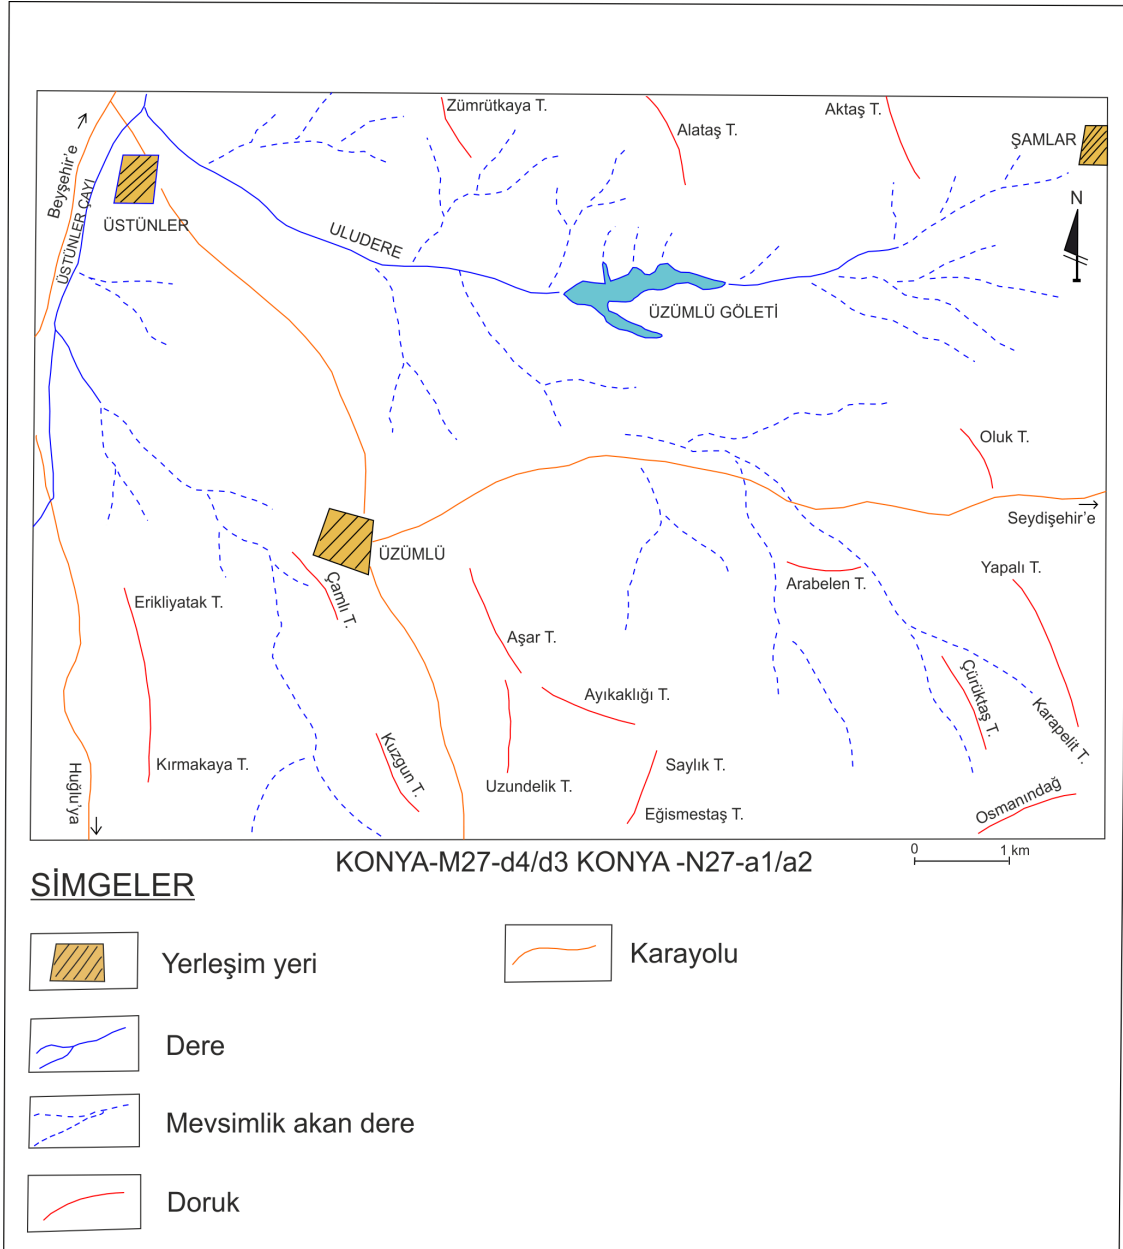 Zümrütkaya T.
Alataş T.
Aktaş T.
ŞAMLAR
Beyşehir'e
ÜSTÜNLER ÇAYI
ÜSTÜNLER
ULUDERE
N
ÜZÜMLÜ GÖLETİ
Oluk T.
Seydişehir'e
ÜZÜMLÜ
Çamlı T.
Erikliyatak T.
Arabelen T.
Yapalı T.
Aşar T.
Ayıkaklığı T.
Çürüktaş T.
Karapelit T.
Kırmakaya T.
Huğlu'ya
Kuzgun T.
Uzundelik T.
Saylık T.
Eğismestaş T.
Osmanındağ
KONYA-M27-d4/d3 KONYA -N27-a1/a2
0 1 km
SİMGELER
Yerleşim yeri
Karayolu
Dere
Mevsimlik akan dere
Doruk